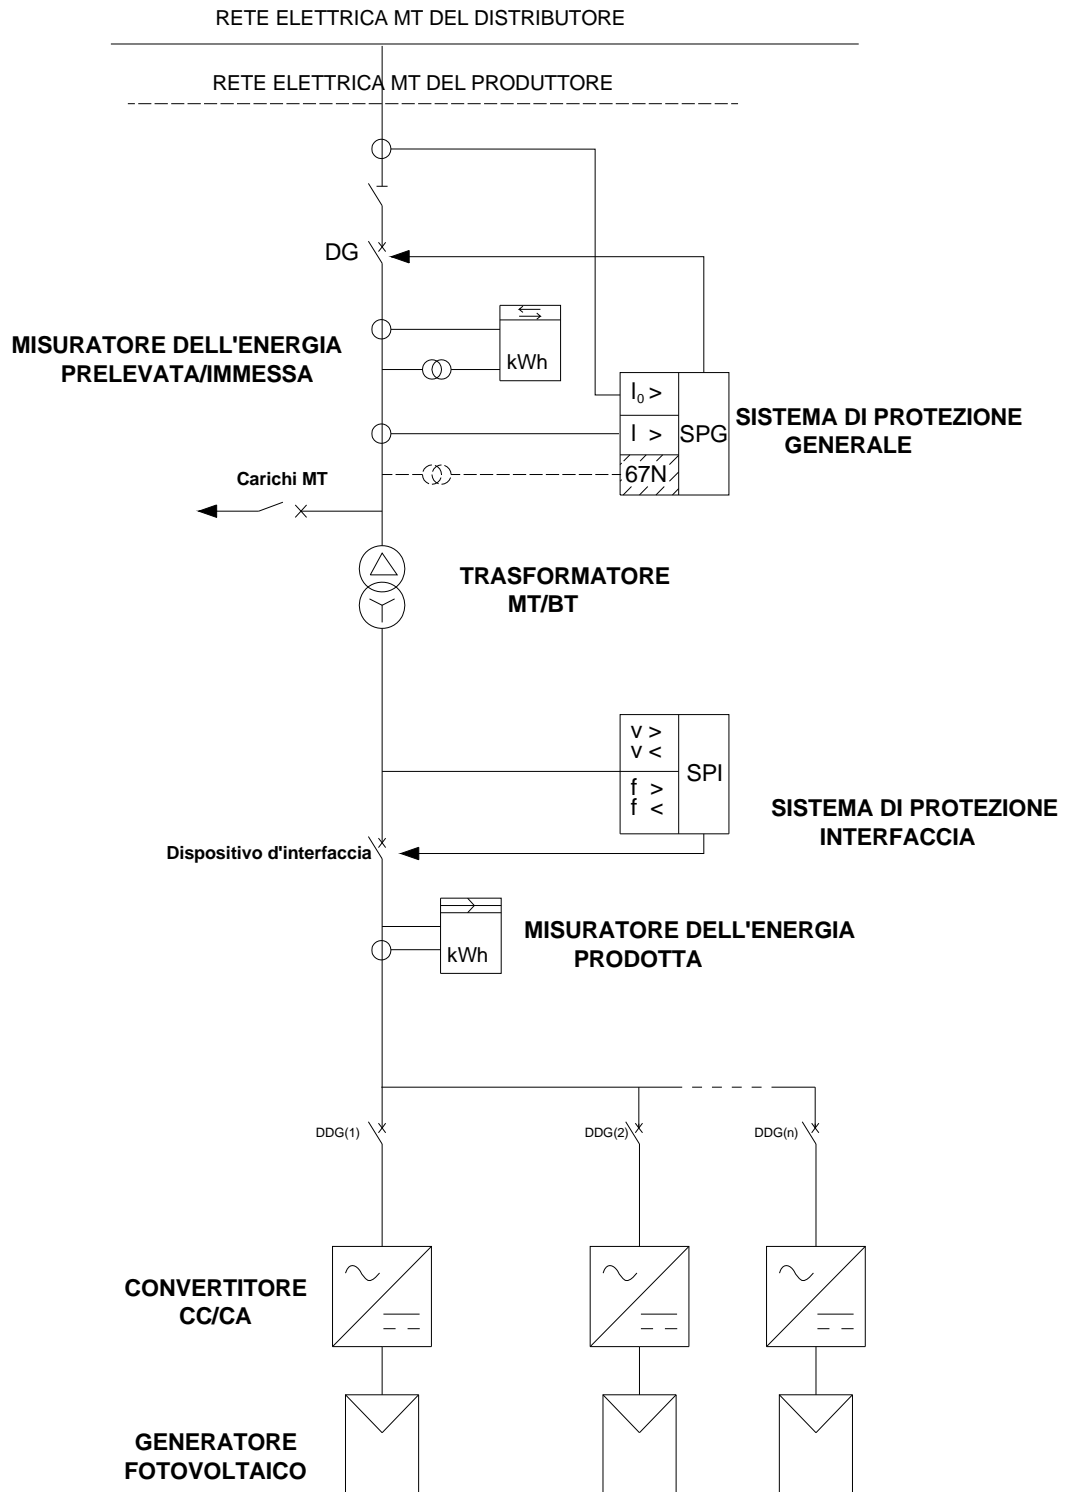 RETE ELETTRICA MT DEL DISTRIBUTORE
RETE ELETTRICA MT DEL PRODUTTORE
DG
MISURATORE DELL'ENERGIA
PRELEVATA/IMMESSA
kWh
I₀ >
I >
67N
SPG
SISTEMA DI PROTEZIONE
GENERALE
Carichi MT
TRASFORMATORE
MT/BT
v >
v <
f >
f <
SPI
SISTEMA DI PROTEZIONE
INTERFACCIA
Dispositivo d'interfaccia
kWh
MISURATORE DELL'ENERGIA
PRODOTTA
DDG(1)
DDG(2)
DDG(n)
CONVERTITORE
CC/CA
GENERATORE
FOTOVOLTAICO